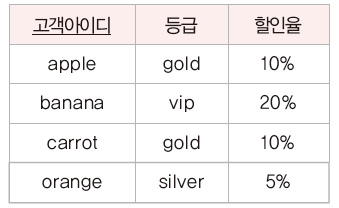 고객아이디 등급 할인율
apple gold 10%
banana vip 20%
carrot gold 10%
orange silver 5%